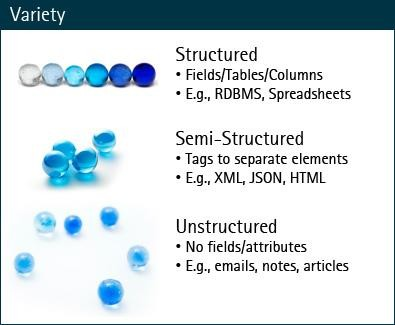 Variety
Structured
• Fields/Tables/Columns
• E.g., RDBMS, Spreadsheets
Semi-Structured
• Tags to separate elements
• E.g., XML, JSON, HTML
Unstructured
• No fields/attributes
• E.g., emails, notes, articles